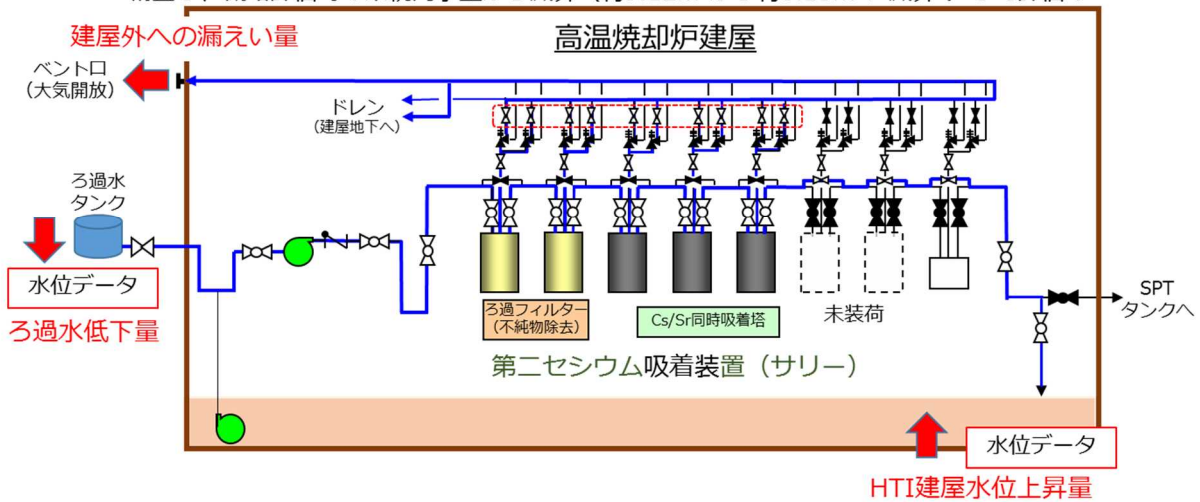 建屋外への漏えい量
高温焼却炉建屋
ベント口
（大気開放）
ドレン
（建屋地下へ）
ろ過水
タンク
水位データ
ろ過水低下量
ろ過フィルター
（不純物除去）
Cs/Sr同時吸着塔
未装荷
SPT
タンクへ
第二セシウム吸着装置（サリー）
水位データ
HTI建屋水位上昇量